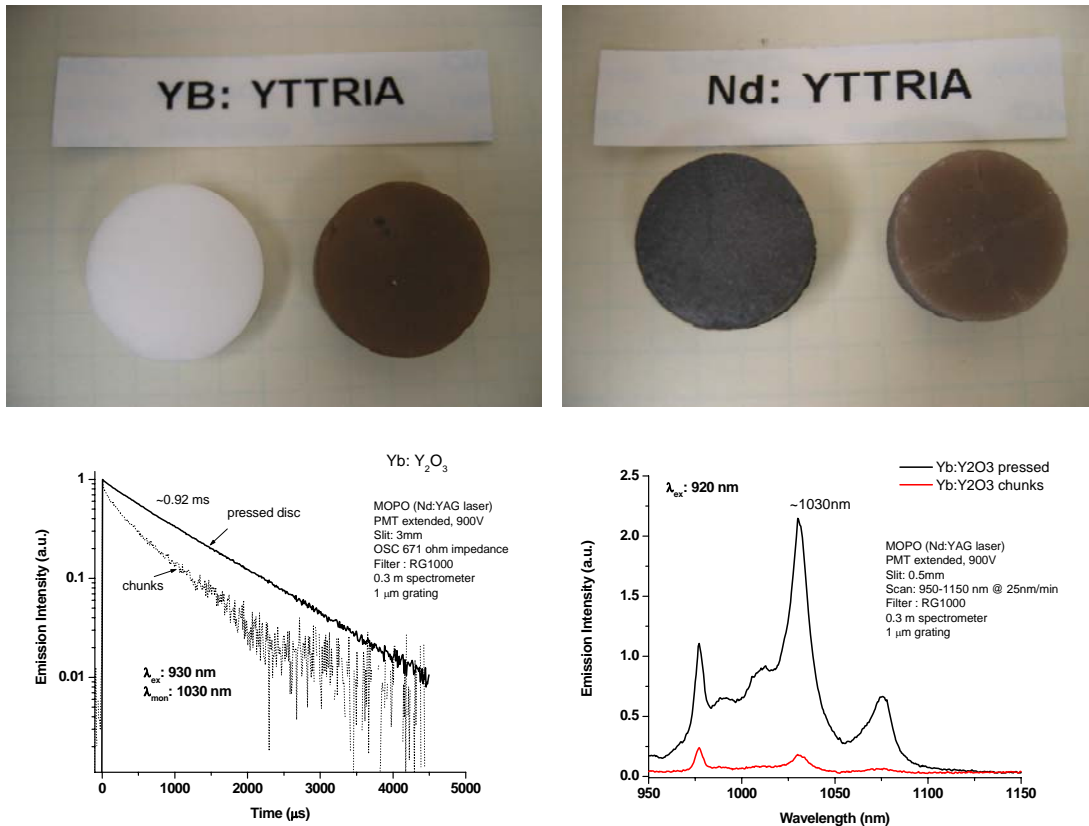 YB: YTTRIA
Nd: YTTRIA
Yb: Y₂O₃
~0.92 ms
pressed disc
chunks
MOPO (Nd:YAG laser)
PMT extended, 900V
Slit: 3mm
OSC 671 ohm impedance
Filter : RG1000
0.3 m spectrometer
1 μm grating
λex: 930 nm
λmon: 1030 nm
Emission Intensity (a.u.)
1
0.1
0.01
0 1000 2000 3000 4000 5000
Time (μs)
Yb:Y2O3 pressed
Yb:Y2O3 chunks
λex: 920 nm
~1030nm
MOPO (Nd:YAG laser)
PMT extended, 900V
Slit: 0.5mm
Scan: 950-1150 nm @ 25nm/min
Filter : RG1000
0.3 m spectrometer
1 μm grating
Emission Intensity (a.u.)
2.5
2.0
1.5
1.0
0.5
0.0
950 1000 1050 1100 1150
Wavelength (nm)